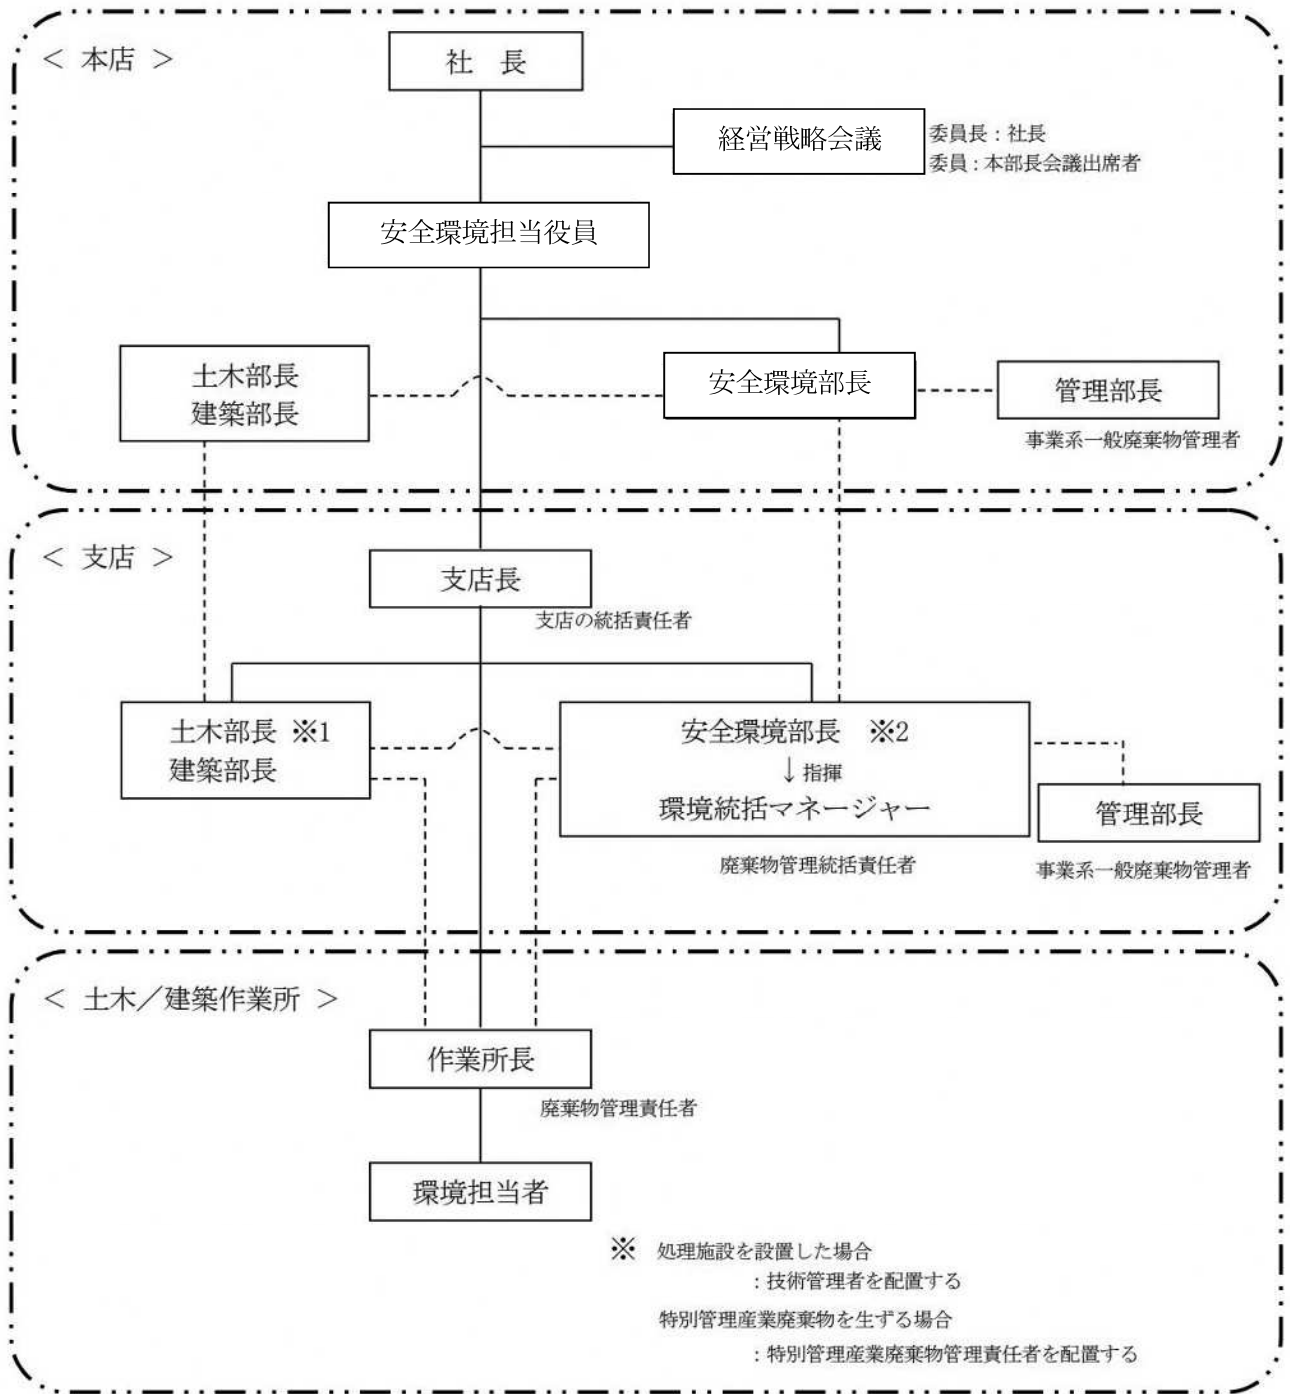 ＜ 本店 ＞
社　長
経営戦略会議
委員長：社長
委員：本部長会議出席者
安全環境担当役員
土木部長
建築部長
安全環境部長
管理部長
事業系一般廃棄物管理者
＜ 支店 ＞
支店長
支店の統括責任者
土木部長 ※1
建築部長
安全環境部長　※2
↓指揮
環境統括マネージャー
廃棄物管理統括責任者
管理部長
事業系一般廃棄物管理者
＜ 土木／建築作業所 ＞
作業所長
廃棄物管理責任者
環境担当者
※　処理施設を設置した場合
：技術管理者を配置する
特別管理産業廃棄物を生ずる場合
：特別管理産業廃棄物管理責任者を配置する